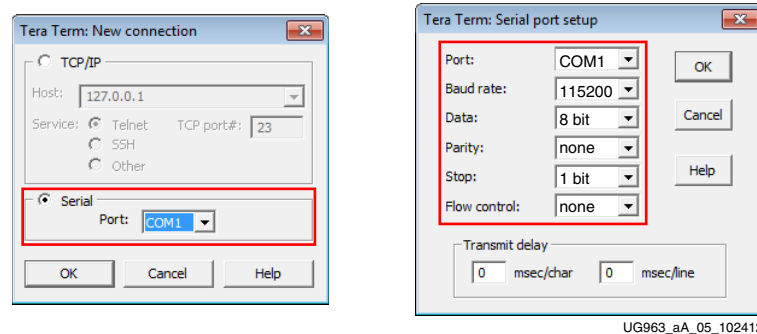 Tera Term: New connection
TCP/IP
Host: 127.0.0.1
Service: Telnet TCP port#: 23
SSH
Other
Serial
Port: COM1
OK Cancel Help
Tera Term: Serial port setup
Port: COM1 OK
Baud rate: 115200
Data: 8 bit Cancel
Parity: none
Stop: 1 bit Help
Flow control: none
Transmit delay
0 msec/char 0 msec/line
UG963_aA_05_102412